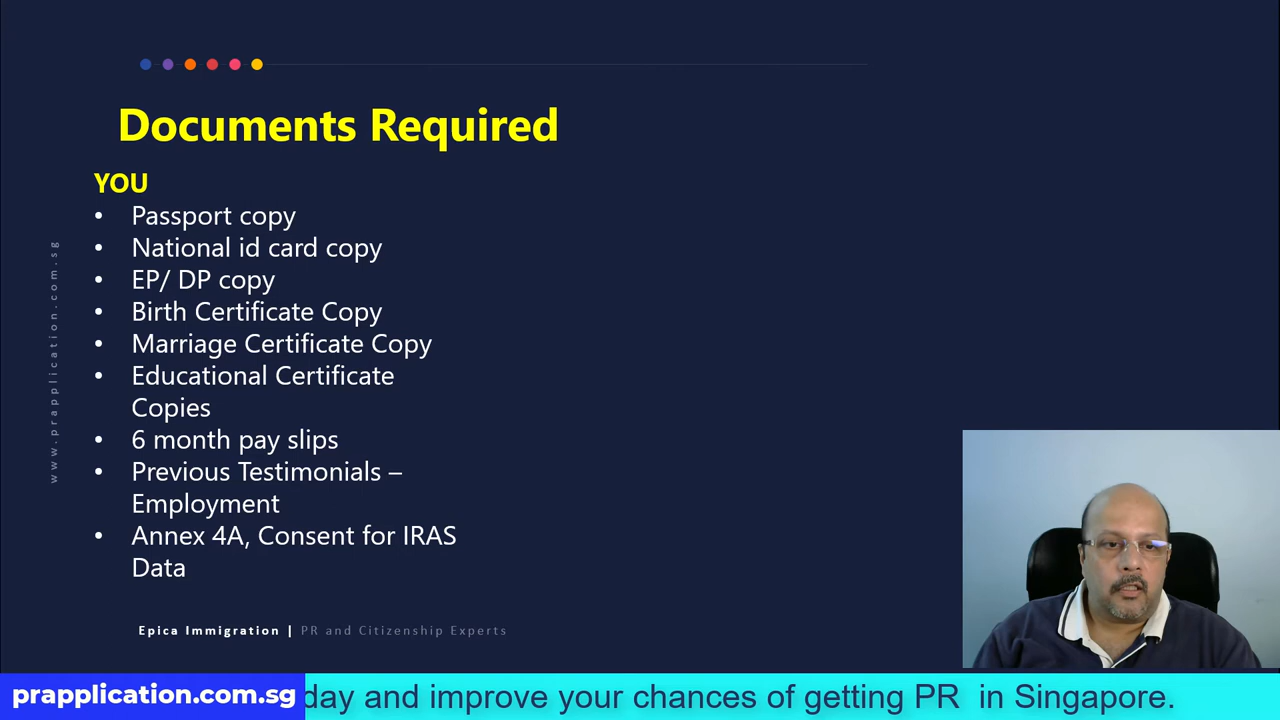 Documents Required
YOU
• Passport copy
• National id card copy
• EP/ DP copy
• Birth Certificate Copy
• Marriage Certificate Copy
• Educational Certificate
Copies
• 6 month pay slips
• Previous Testimonials –
Employment
• Annex 4A, Consent for IRAS
Data
www.prapplication.com.sg
Epica Immigration | PR and Citizenship Experts
prapplication.com.sg day and improve your chances of getting PR in Singapore.